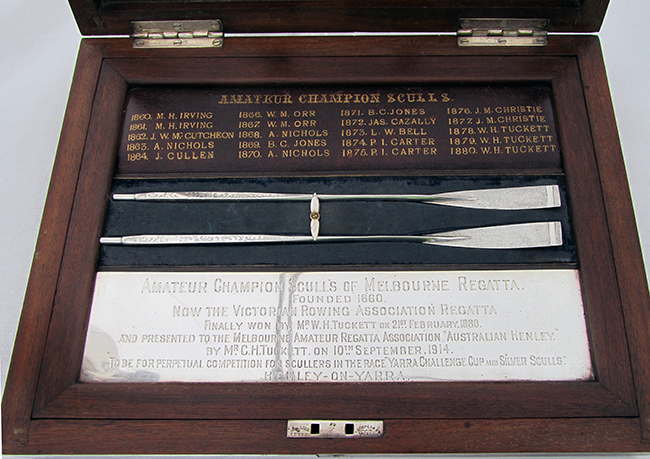 AMATEUR CHAMPION SCULLS.
1860. M. H. IRVING
1861. M. H. IRVING
1862. J. W. McCUTCHEON
1863. A. NICHOLS
1864. J. CULLEN
1866. W. M. ORR
1867. W. M. ORR
1868. A. NICHOLS
1869. B. C. JONES
1870. A. NICHOLS
1871. B. C. JONES
1872. JAS. CAZALLY
1873. L. W. BELL
1874. P. I. CARTER
1875. P. I. CARTER
1876. J. M. CHRISTIE
1877. J. M. CHRISTIE
1878. W. H. TUCKETT
1879. W. H. TUCKETT
1880. W. H. TUCKETT
AMATEUR CHAMPION SCULLS OF MELBOURNE REGATTA.
FOUNDED 1860.
NOW THE VICTORIAN ROWING ASSOCIATION REGATTA
FINALLY WON BY MR W. H. TUCKETT ON 21ST FEBRUARY, 1880.
AND PRESENTED TO THE MELBOURNE AMATEUR REGATTA ASSOCIATION "AUSTRALIAN HENLEY."
BY MR C. H. TUCKETT. ON 10TH SEPTEMBER, 1914.
TO BE FOR PERPETUAL COMPETITION FOR SCULLERS IN THE RACE "YARRA CHALLENGE CUP AND SILVER SCULLS."
HENLEY-ON-YARRA.